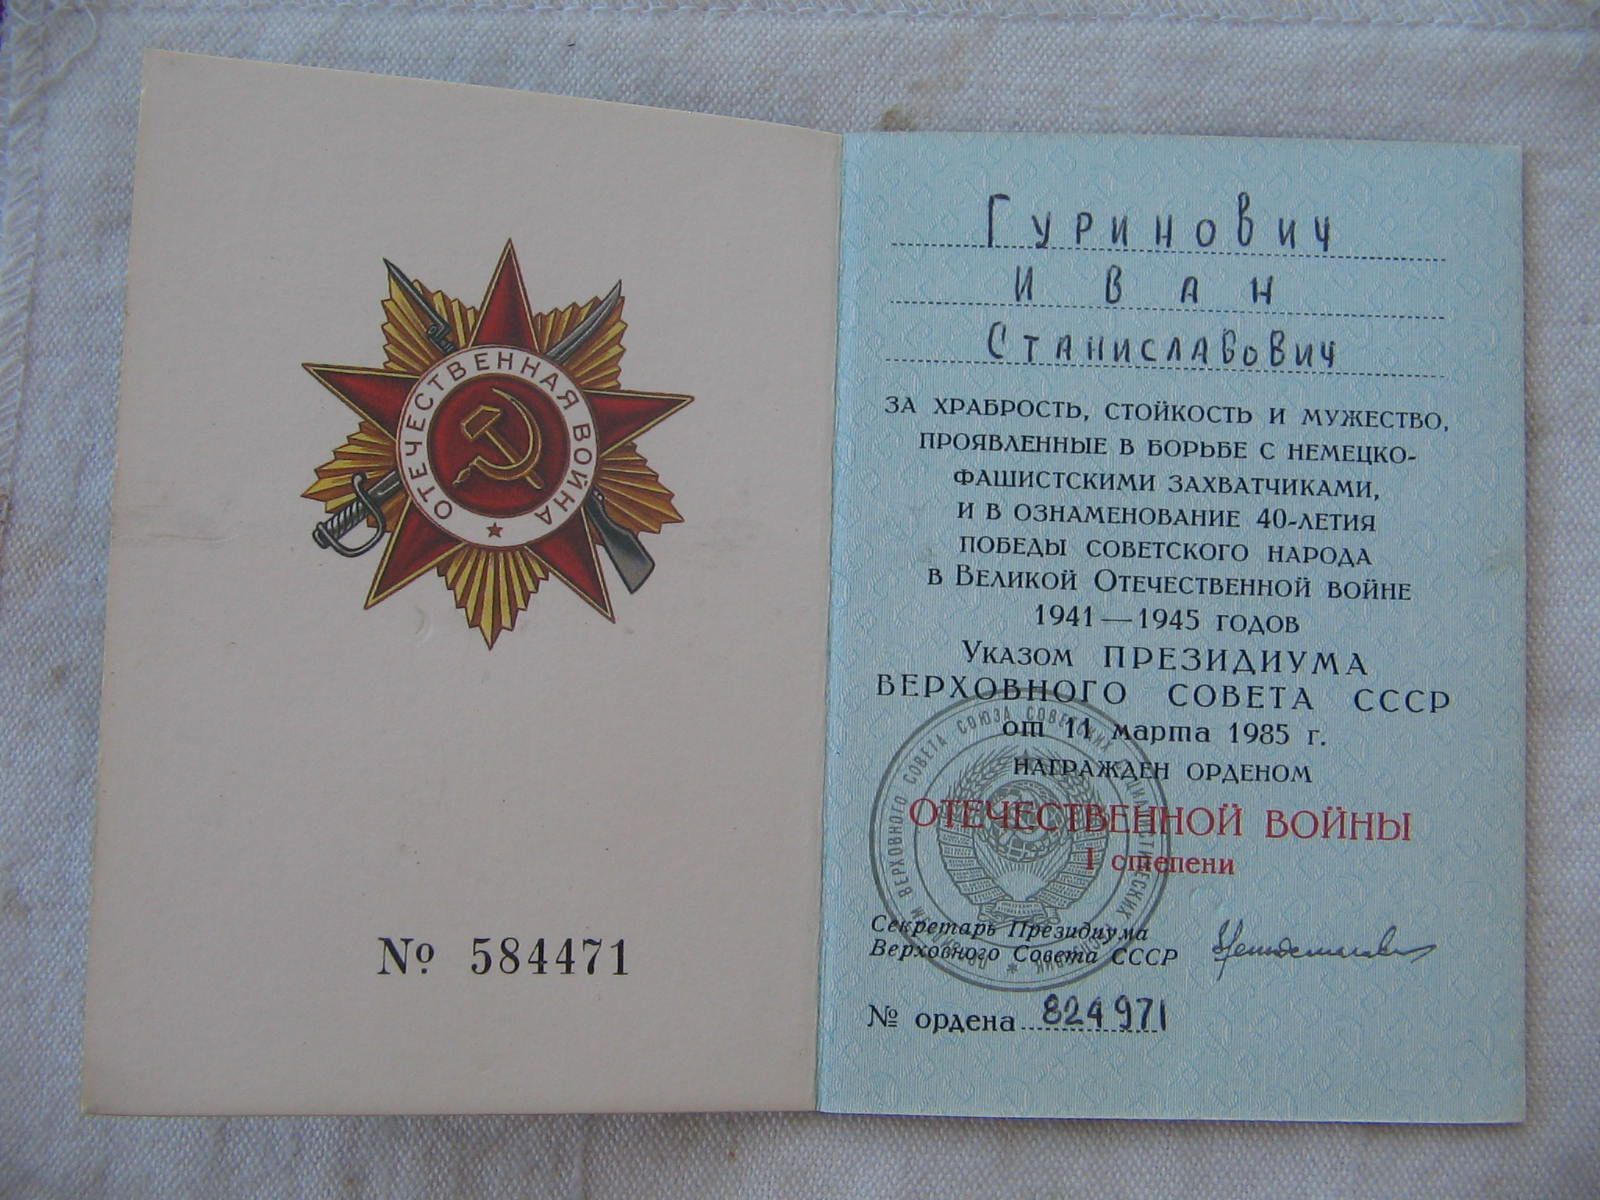 ОТЕЧЕСТВЕННАЯ ВОЙНА
№ 584471
Гуринович
Иван
Станиславович
ЗА ХРАБРОСТЬ, СТОЙКОСТЬ И МУЖЕСТВО,
ПРОЯВЛЕННЫЕ В БОРЬБЕ С НЕМЕЦКО-
ФАШИСТСКИМИ ЗАХВАТЧИКАМИ,
И В ОЗНАМЕНОВАНИЕ 40-ЛЕТИЯ
ПОБЕДЫ СОВЕТСКОГО НАРОДА
В ВЕЛИКОЙ ОТЕЧЕСТВЕННОЙ ВОЙНЕ
1941—1945 ГОДОВ
УКАЗОМ ПРЕЗИДИУМА
ВЕРХОВНОГО СОВЕТА СССР
от 11 марта 1985 г.
НАГРАЖДЕН ОРДЕНОМ
ОТЕЧЕСТВЕННОЙ ВОЙНЫ
I степени
Секретарь Президиума
Верховного Совета СССР
№ ордена 824971